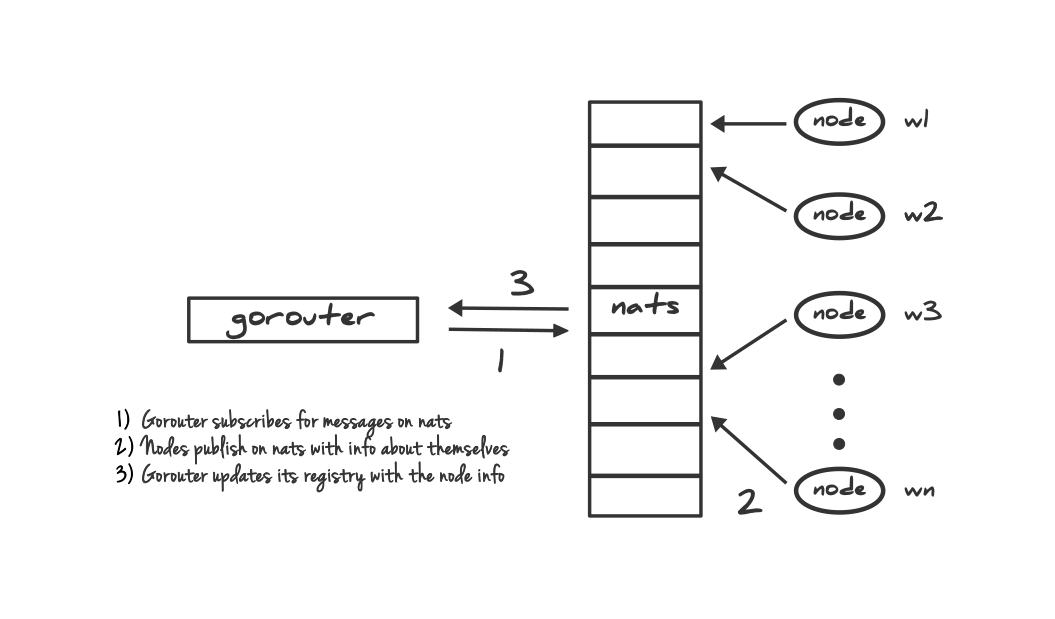 node w1
node w2
3
nats
node w3
gorouter
1
1) Gorouter subscribes for messages on nats
2) Nodes publish on nats with info about themselves
3) Gorouter updates its registry with the node info
node wn
2